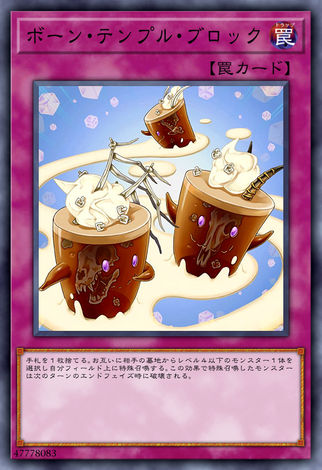 ボーン・テンプル・ブロック
トラップ
罠
【罠カード】
手札を1枚捨てる。お互いに相手の墓地からレベル4以下のモンスター1体を
選択し自分フィールド上に特殊召喚する。この効果で特殊召喚したモンスター
は次のターンのエンドフェイズ時に破壊される。
47778083